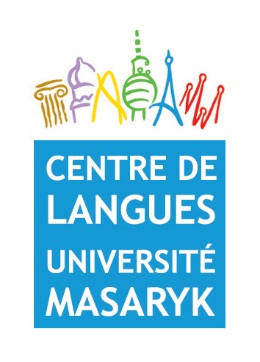 CENTRE DE
LANGUES
UNIVERSITÉ
MASARYK